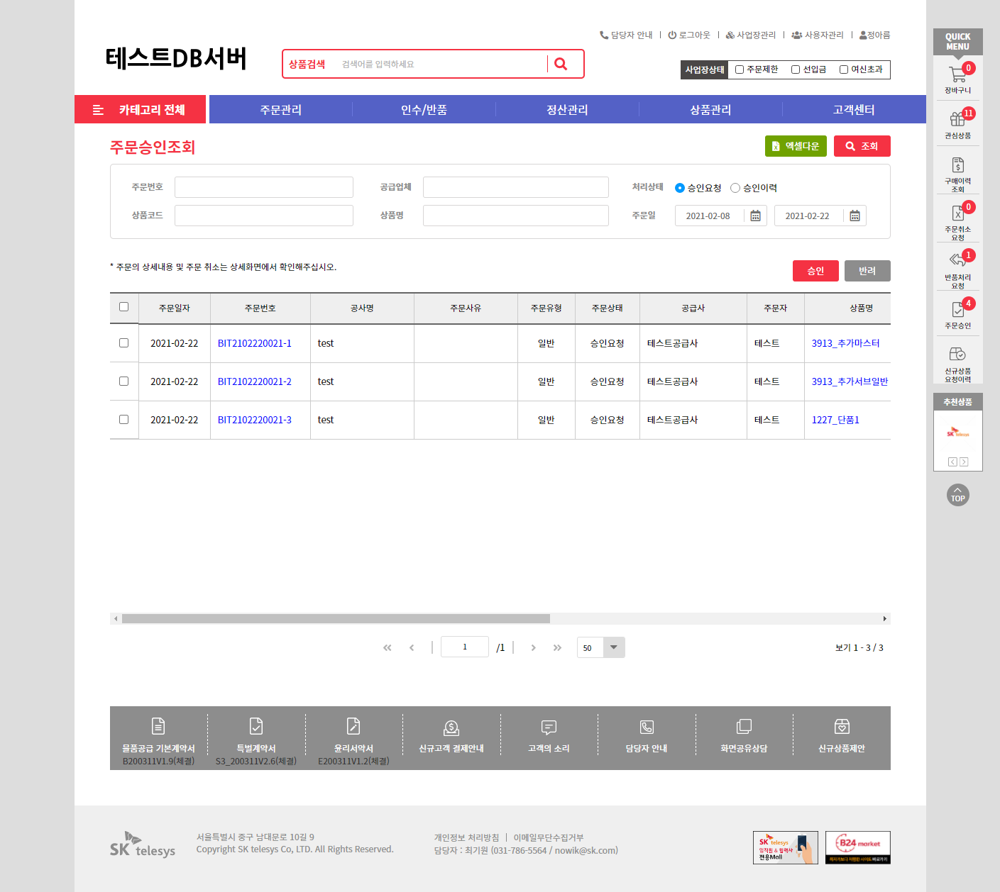 담당자 안내 | 로그아웃 | 사업장관리 | 사용자관리 | 정아름
테스트DB서버
상품검색 검색어를 입력하세요
사업장상태 주문제한 선입금 여신초과
카테고리 전체 주문관리 인수/반품 정산관리 상품관리 고객센터
주문승인조회
엑셀다운 조회
주문번호 공급업체 처리상태 승인요청 승인이력
상품코드 상품명 주문일 2021-02-08 2021-02-22
* 주문의 상세내용 및 주문 취소는 상세화면에서 확인해주십시오.
승인 반려
주문일자 주문번호 공사명 주문사유 주문유형 주문상태 공급사 주문자 상품명
2021-02-22 BIT2102220021-1 test 일반 승인요청 테스트공급사 테스트 3913_추가마스터
2021-02-22 BIT2102220021-2 test 일반 승인요청 테스트공급사 테스트 3913_추가서브일반
2021-02-22 BIT2102220021-3 test 일반 승인요청 테스트공급사 테스트 1227_단품1
1 /1 50 보기 1 - 3 / 3
물품공급 기본계약서 특별계약서 윤리서약서 신규고객 결제안내 고객의 소리 담당자 안내 화면공유상담 신규상품제안
B200311V1.9(체결) S3_200311V2.6(체결) E200311V1.2(체결)
SK telesys
서울특별시 중구 남대문로 10길 9
Copyright SK telesys Co, LTD. All Rights Reserved.
개인정보 처리방침 | 이메일무단수집거부
담당자 : 최기원 (031-786-5564 / nowik@sk.com)
SK telesys
임직원 & 협력사
전용Mall
B24 market
최저가보다 저렴한 사이트 바로가기
QUICK
MENU
0
장바구니
11
관심상품
구매이력
조회
0
주문취소
요청
1
반품처리
요청
4
주문승인
신규상품
요청이력
추천상품
SK telesys
TOP